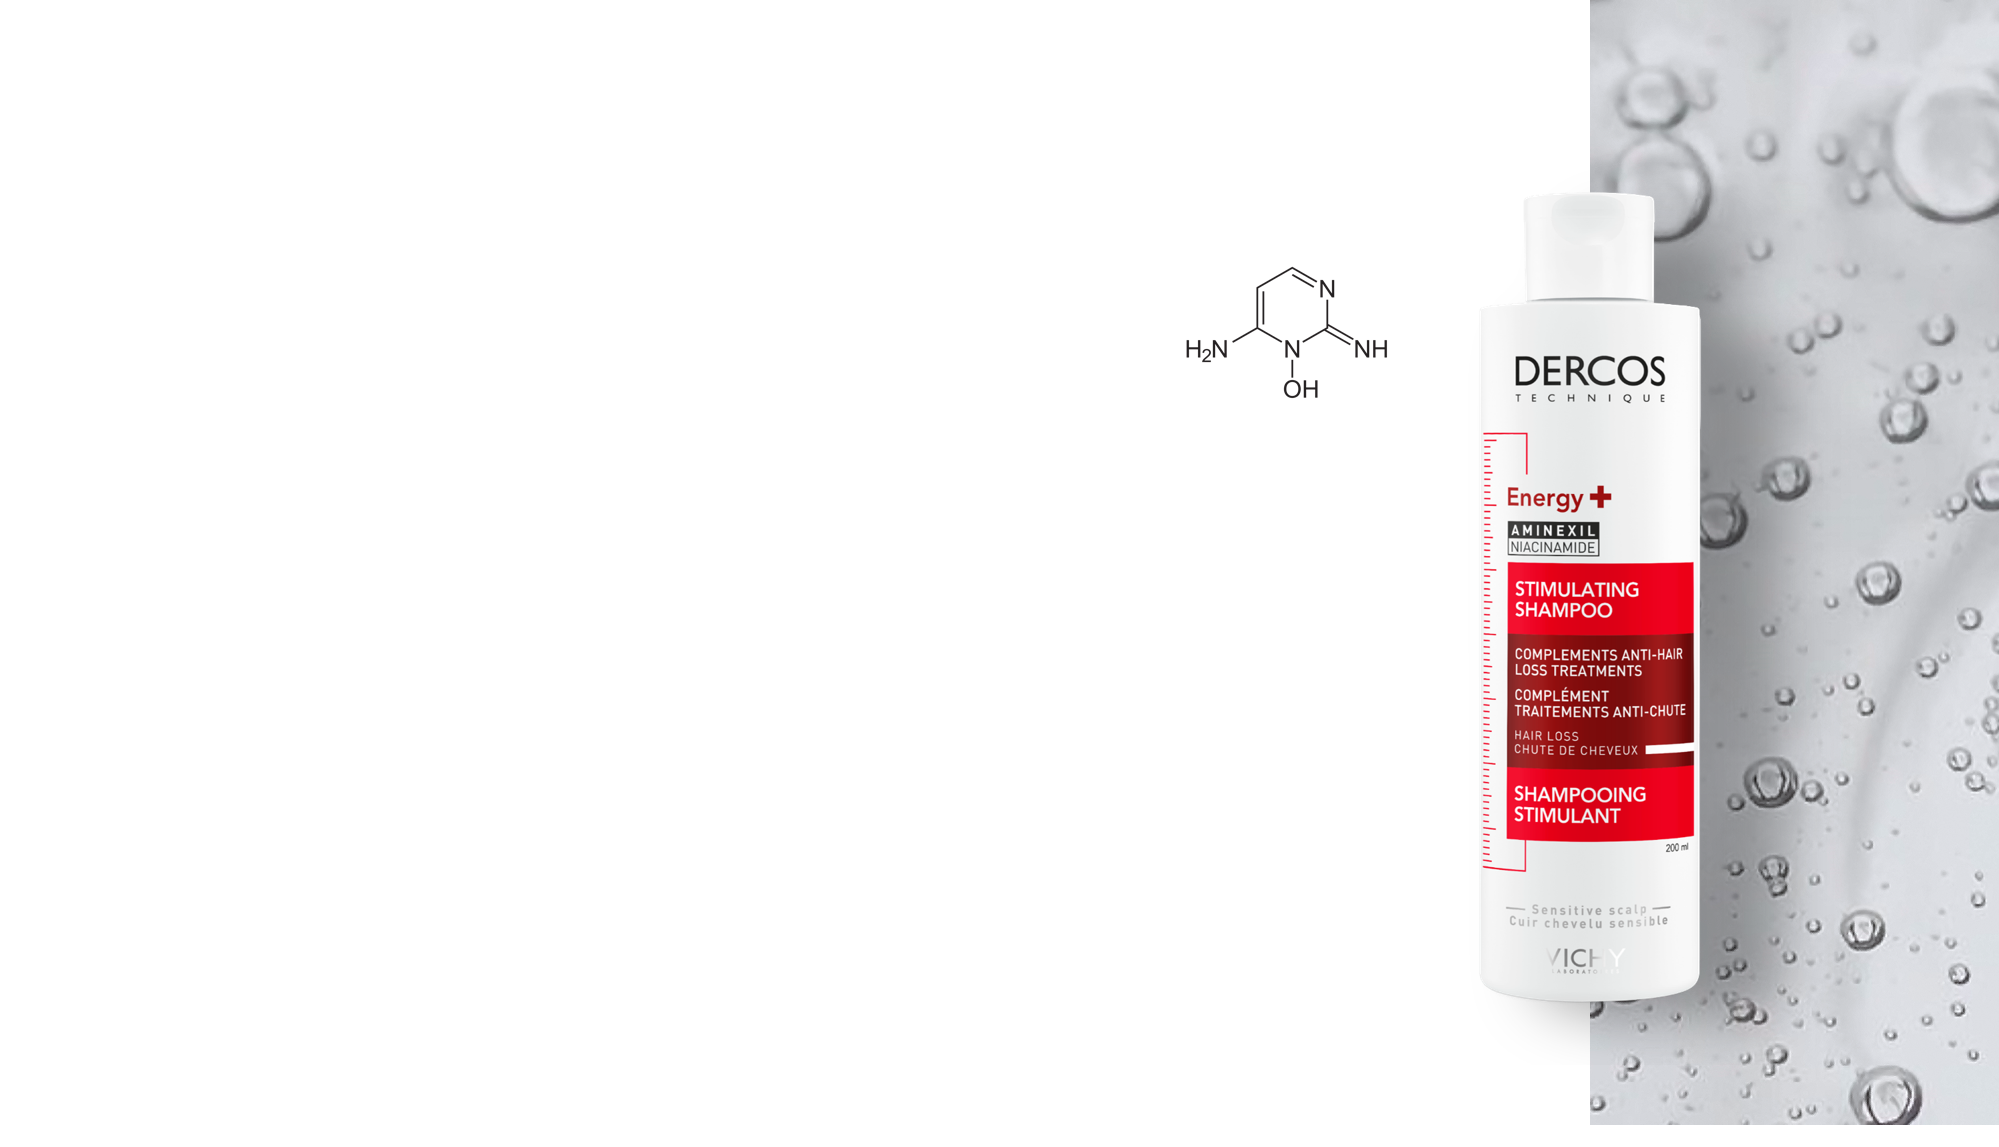 N
H₂N
N
NH
OH
DERCOS
TECHNIQUE
Energy +
AMINEXIL
NIACINAMIDE
STIMULATING
SHAMPOO
COMPLEMENTS ANTI-HAIR
LOSS TREATMENTS
COMPLÉMENT
TRAITEMENTS ANTI-CHUTE
HAIR LOSS
CHUTE DE CHEVEUX
SHAMPOOING
STIMULANT
200 ml
Sensitive scalp
Cuir chevelu sensible
VICHY